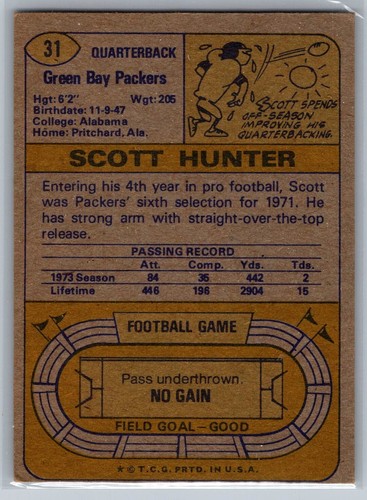 31
QUARTERBACK
Green Bay Packers
Hgt: 6'2" Wgt: 205
Birthdate: 11-9-47
College: Alabama
Home: Pritchard, Ala.
SCOTT SPENDS
OFF-SEASON
IMPROVING HIS
QUARTERBACKING.
SCOTT HUNTER
Entering his 4th year in pro football, Scott
was Packers' sixth selection for 1971. He
has strong arm with straight-over-the-top
release.
PASSING RECORD
Att. Comp. Yds. Tds.
1973 Season 84 35 442 2
Lifetime 446 196 2904 15
FOOTBALL GAME
Pass underthrown.
NO GAIN
FIELD GOAL—GOOD
★ © T.C.G. PRTD. IN U.S.A.